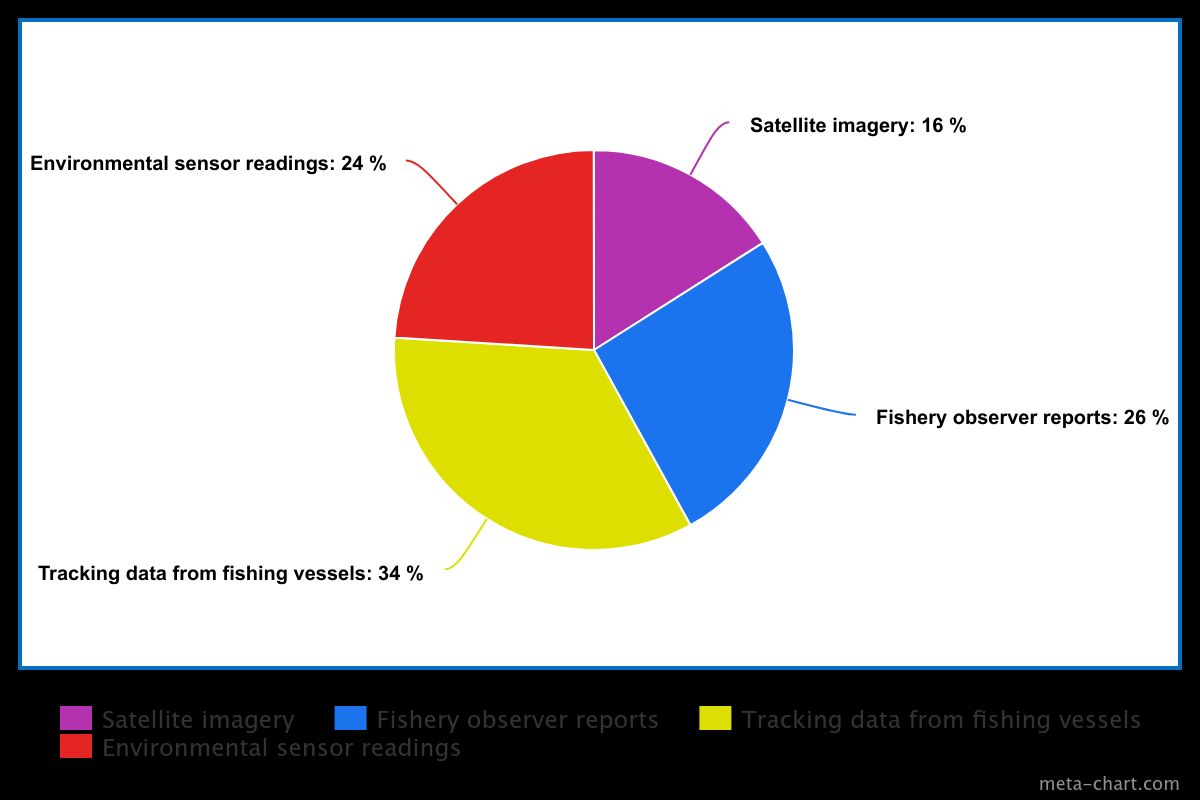 Satellite imagery: 16 %
Environmental sensor readings: 24 %
Fishery observer reports: 26 %
Tracking data from fishing vessels: 34 %
Satellite imagery
Fishery observer reports
Tracking data from fishing vessels
Environmental sensor readings
meta-chart.com